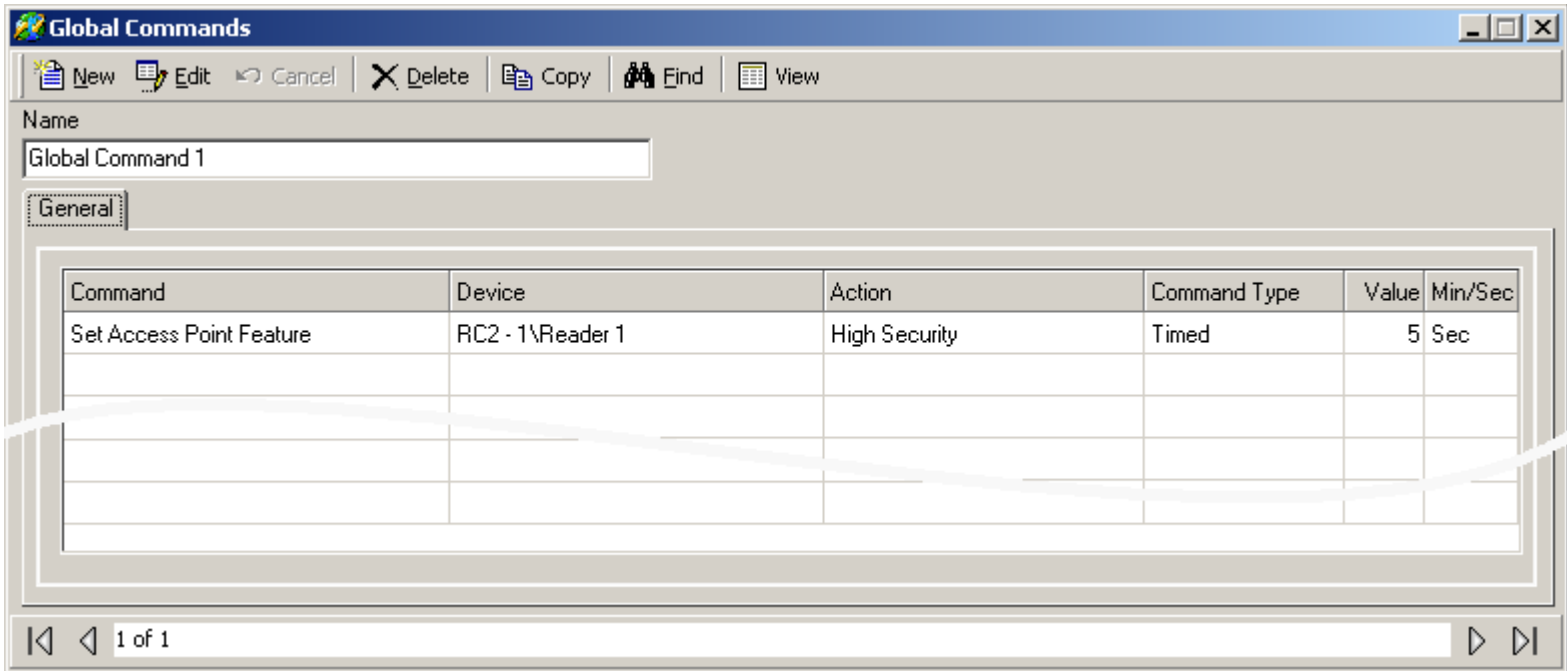 Global Commands
New Edit Cancel Delete Copy Find View
Name
Global Command 1
General
Command Device Action Command Type Value Min/Sec
Set Access Point Feature RC2 - 1\Reader 1 High Security Timed 5 Sec
1 of 1